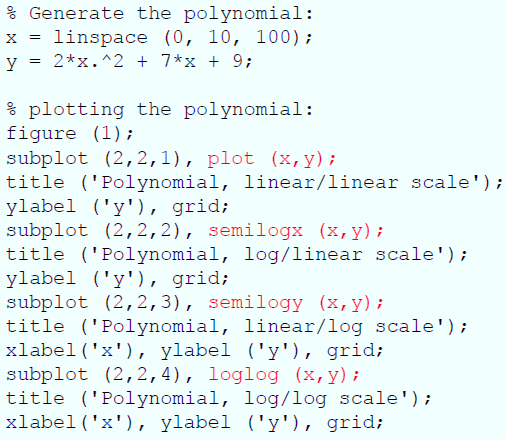 % Generate the polynomial:
x = linspace (0, 10, 100);
y = 2*x.^2 + 7*x + 9;
% plotting the polynomial:
figure (1);
subplot (2,2,1), plot (x,y);
title ('Polynomial, linear/linear scale');
ylabel ('y'), grid;
subplot (2,2,2), semilogx (x,y);
title ('Polynomial, log/linear scale');
ylabel ('y'), grid;
subplot (2,2,3), semilogy (x,y);
title ('Polynomial, linear/log scale');
xlabel('x'), ylabel ('y'), grid;
subplot (2,2,4), loglog (x,y);
title ('Polynomial, log/log scale');
xlabel('x'), ylabel ('y'), grid;